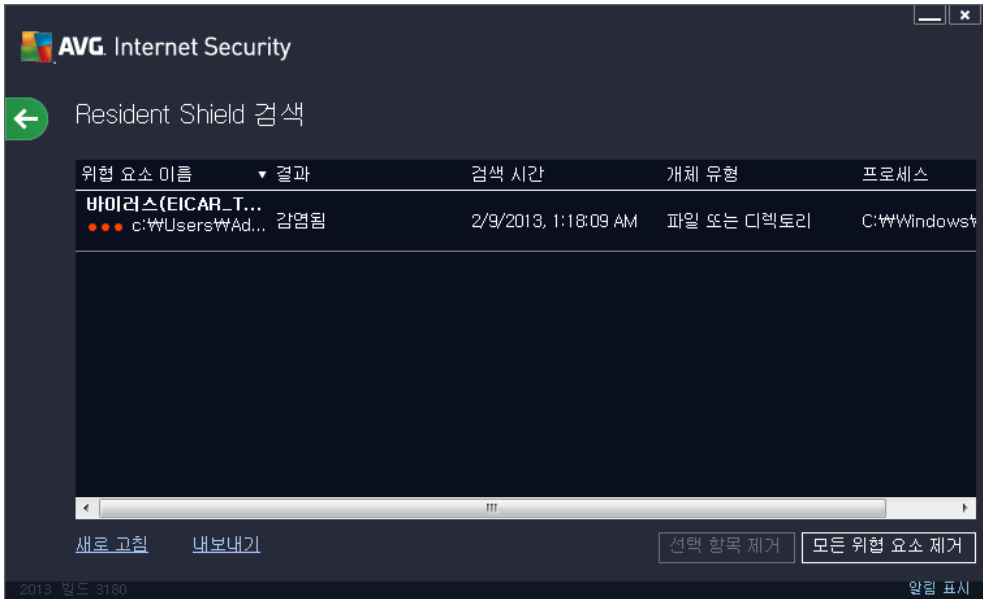 AVG. Internet Security
Resident Shield 검색
위협 요소 이름 ▼ 결과 검색 시간 개체 유형 프로세스
바이러스(EICAR_T...
c:₩Users₩Ad... 감염됨 2/9/2013, 1:18:09 AM 파일 또는 디렉토리 C:₩Windows₩
새로 고침 내보내기 선택 항목 제거 모든 위협 요소 제거
2013 빌드 3180 알림 표시